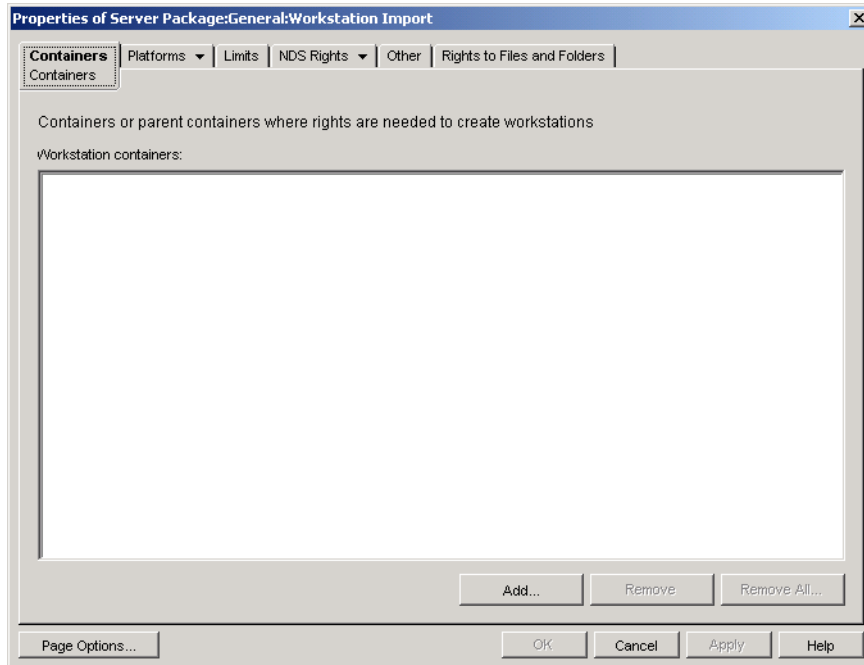 Properties of Server Package:General:Workstation Import
Containers Platforms Limits NDS Rights Other Rights to Files and Folders
Containers
Containers or parent containers where rights are needed to create workstations
Workstation containers:
Add... Remove Remove All...
Page Options... OK Cancel Apply Help